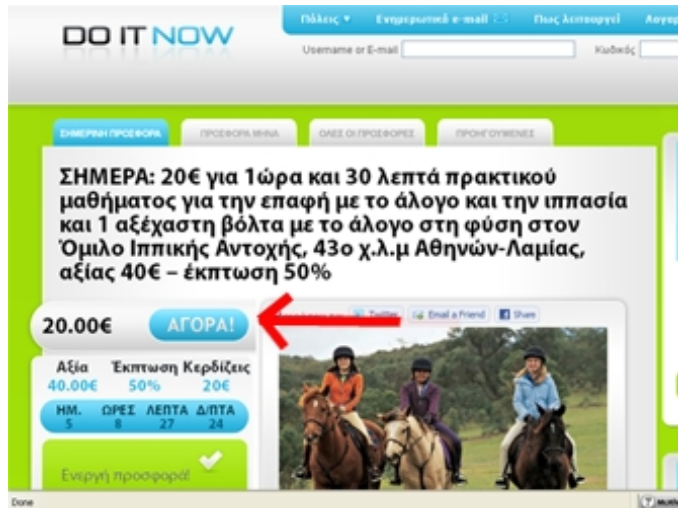 DO IT NOW
Πόλεις ▾ Ενημερωτικό e-mail Πως λειτουργεί
Username or E-mail Κωδικός
ΣΗΜΕΡΙΝΗ ΠΡΟΣΦΟΡΑ ΠΡΟΣΦΟΡΑ ΜΗΝΑ ΟΛΕΣ ΟΙ ΠΡΟΣΦΟΡΕΣ ΠΡΟΗΓΟΥΜΕΝΕΣ
ΣΗΜΕΡΑ: 20€ για 1ώρα και 30 λεπτά πρακτικού
μαθήματος για την επαφή με το άλογο και την ιππασία
και 1 αξέχαστη βόλτα με το άλογο στη φύση στον
Όμιλο Ιππικής Αντοχής, 43ο χ.λ.μ Αθηνών-Λαμίας,
αξίας 40€ – έκπτωση 50%
20.00€ ΑΓΟΡΑ!
Twitter Email a Friend Share
Αξία Έκπτωση Κερδίζεις
40.00€ 50% 20€
ΗΜ. ΩΡΕΣ ΛΕΠΤΑ Δ/ΠΤΑ
5 8 27 24
Ενεργή προσφορά!
Done